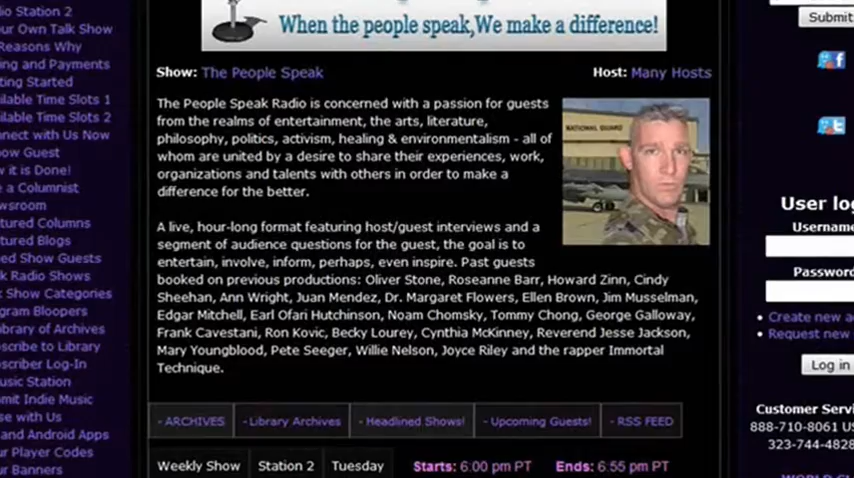 When the people speak,We make a difference!
Show: The People Speak
Host: Many Hosts
The People Speak Radio is concerned with a passion for guests
from the realms of entertainment, the arts, literature,
philosophy, politics, activism, healing & environmentalism - all of
whom are united by a desire to share their experiences, work,
organizations and talents with others in order to make a
difference for the better.
NATIONAL GUARD
A live, hour-long format featuring host/guest interviews and a
segment of audience questions for the guest, the goal is to
entertain, involve, inform, perhaps, even inspire. Past guests
booked on previous productions: Oliver Stone, Roseanne Barr, Howard Zinn, Cindy
Sheehan, Ann Wright, Juan Mendez, Dr. Margaret Flowers, Ellen Brown, Jim Musselman,
Edgar Mitchell, Earl Ofari Hutchinson, Noam Chomsky, Tommy Chong, George Galloway,
Frank Cavestani, Ron Kovic, Becky Lourey, Cynthia McKinney, Reverend Jesse Jackson,
Mary Youngblood, Pete Seeger, Willie Nelson, Joyce Riley and the rapper Immortal
Technique.
- ARCHIVES
- Library Archives
- Headlined Shows!
- Upcoming Guests!
- RSS FEED
Weekly Show
Station 2
Tuesday
Starts: 6:00 pm PT
Ends: 6:55 pm PT
dio Station 2
ur Own Talk Show
Reasons Why
ing and Payments
ting Started
ilable Time Slots 1
ilable Time Slots 2
nnect with Us Now
ow Guest
w it is Done!
e a Columnist
wsroom
tured Columns
tured Blogs
ed Show Guests
k Radio Shows
k Show Categories
gram Bloopers
ibrary of Archives
scribe to Library
scriber Log-In
usic Station
mit Indie Music
se with Us
and Android Apps
ur Player Codes
ur Banners
Submit
User log
Username
Password
• Create new a
• Request new
Log in
Customer Servi
888-710-8061 US
323-744-4828